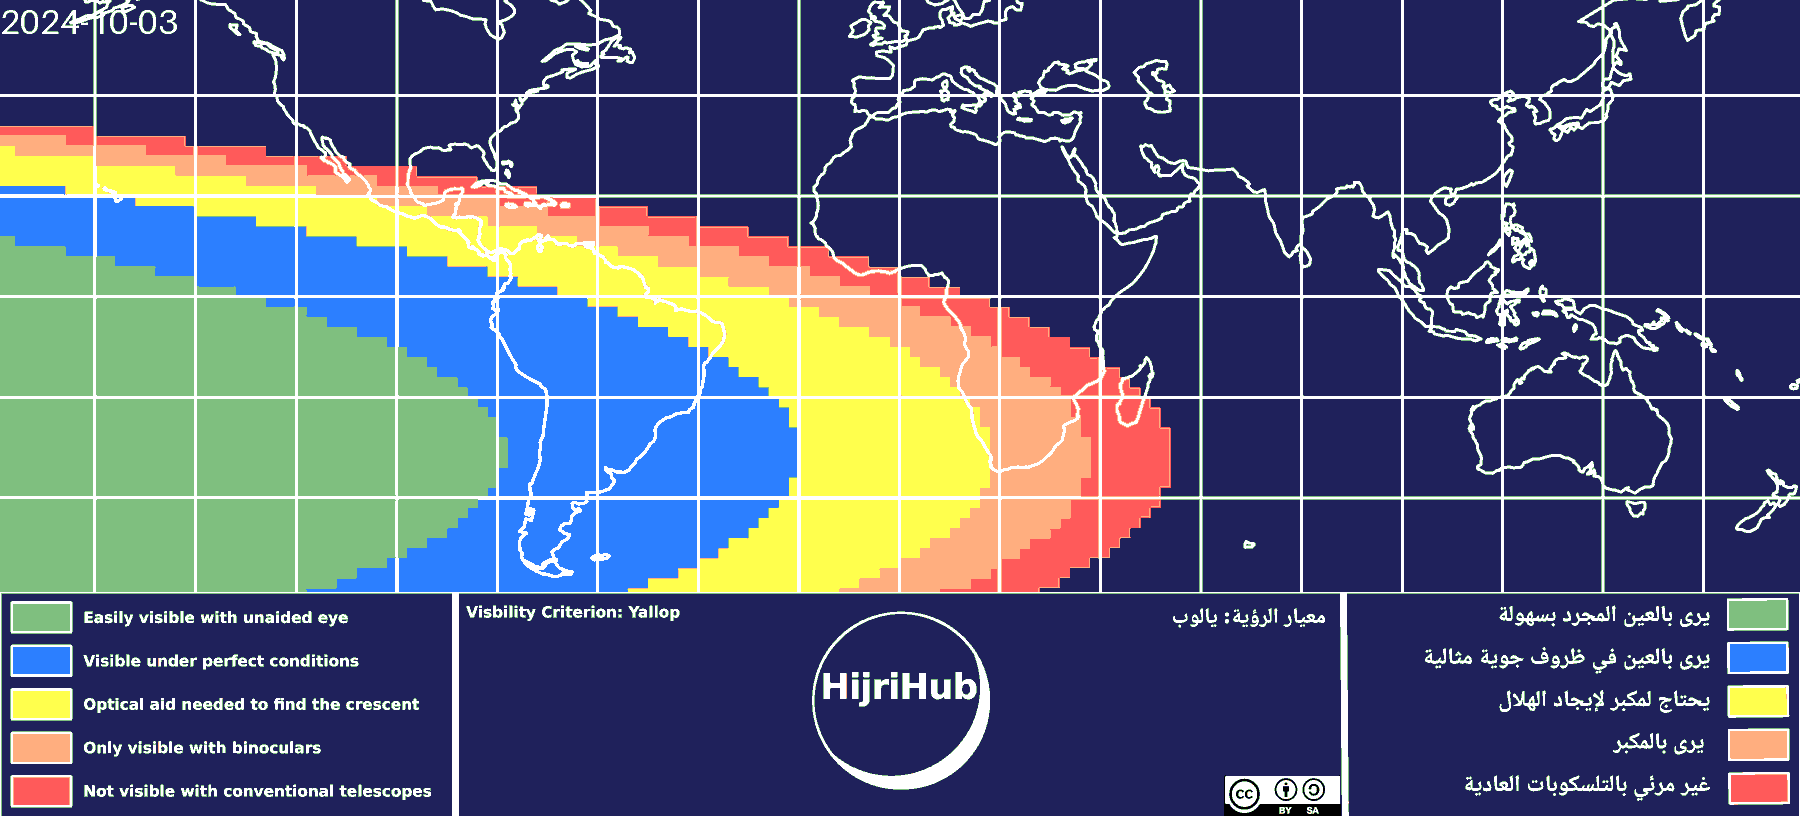 2024-10-03
Easily visible with unaided eye
Visible under perfect conditions
Optical aid needed to find the crescent
Only visible with binoculars
Not visible with conventional telescopes
Visbility Criterion: Yallop
معيار الرؤية: يالوب
HijriHub
cc
BY SA
يرى بالعين المجرد بسهولة
يرى بالعين في ظروف جوية مثالية
يحتاج لمكبر لإيجاد الهلال
يرى بالمكبر
غير مرئي بالتلسكوبات العادية